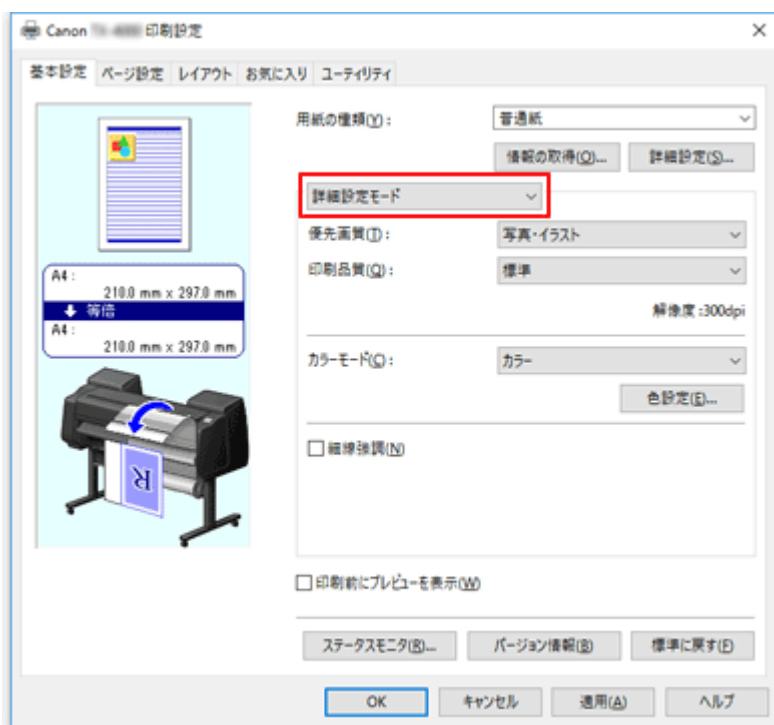 Canon 印刷設定
基本設定 ページ設定 レイアウト お気に入り ユーティリティ
用紙の種類(Y): 普通紙
情報の取得(O)... 詳細設定(S)...
詳細設定モード
優先画質(T): 写真・イラスト
印刷品質(Q): 標準
解像度:300dpi
カラーモード(C): カラー
色設定(E)...
細線強調(N)
A4:
210.0 mm x 297.0 mm
等倍
A4:
210.0 mm x 297.0 mm
R
印刷前にプレビューを表示(W)
ステータスモニタ(R)... バージョン情報(B) 標準に戻す(F)
OK キャンセル 適用(A) ヘルプ